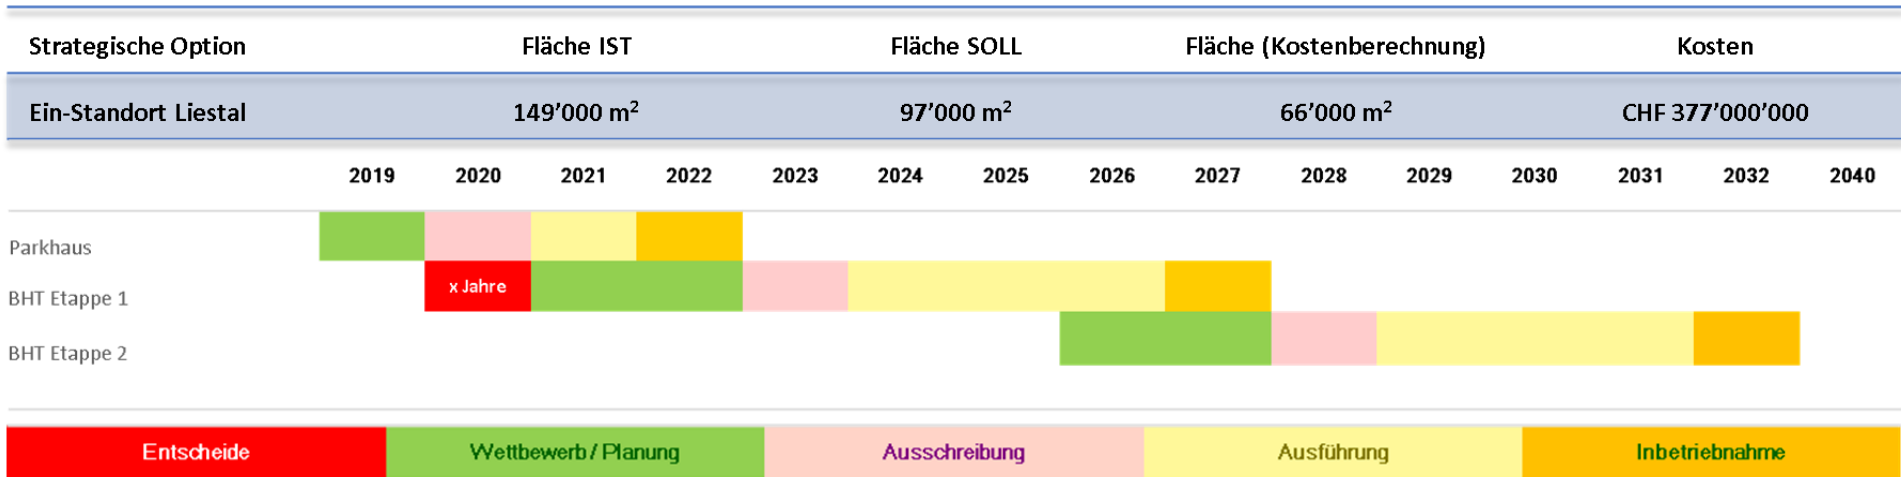 Strategische Option Fläche IST Fläche SOLL Fläche (Kostenberechnung) Kosten
Ein-Standort Liestal 149’000 m² 97’000 m² 66’000 m² CHF 377’000’000
2019 2020 2021 2022 2023 2024 2025 2026 2027 2028 2029 2030 2031 2032 2040
Parkhaus
BHT Etappe 1 x Jahre
BHT Etappe 2
Entscheide Wettbewerb / Planung Ausschreibung Ausführung Inbetriebnahme